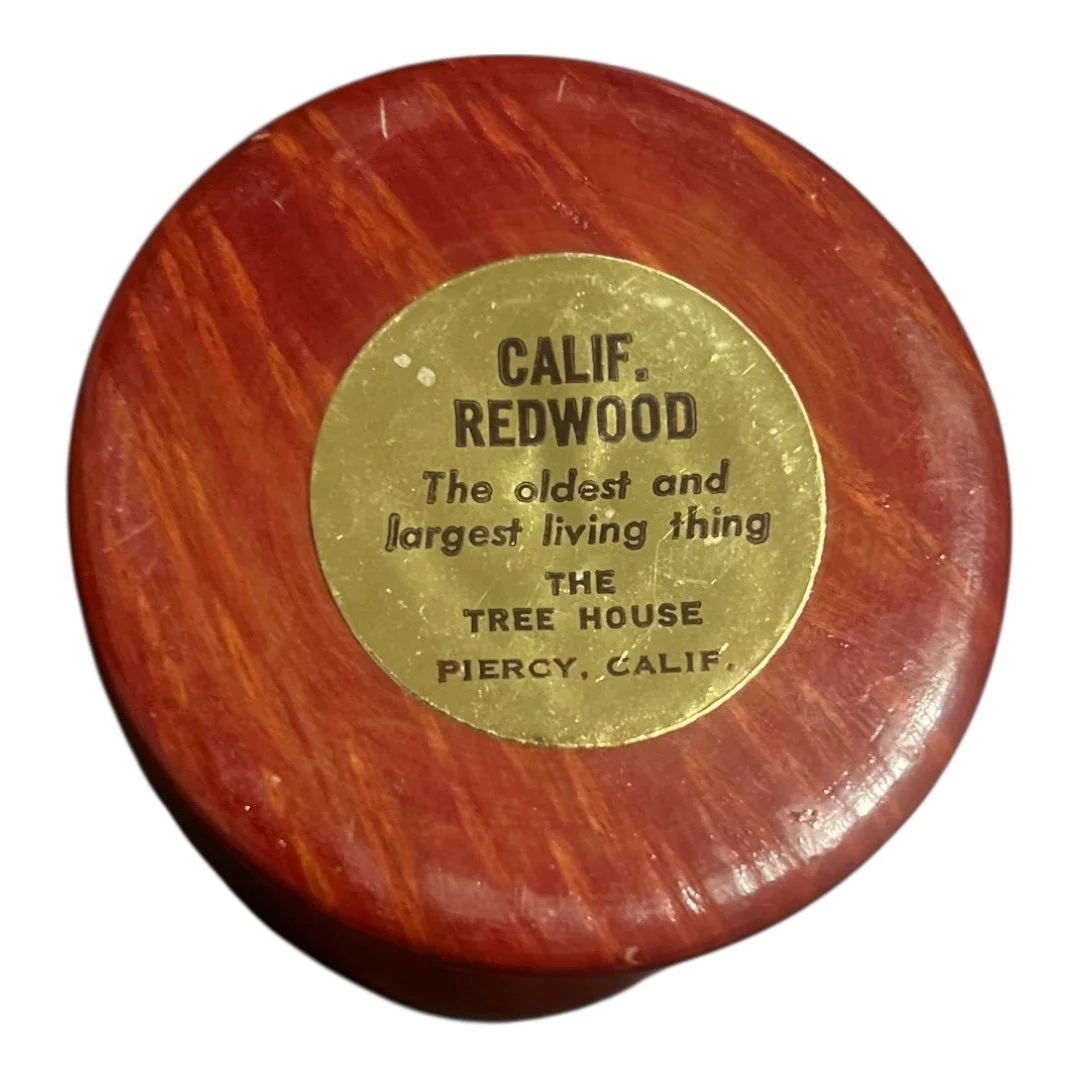 CALIF.
REDWOOD
The oldest and
largest living thing
THE
TREE HOUSE
PIERCY, CALIF.